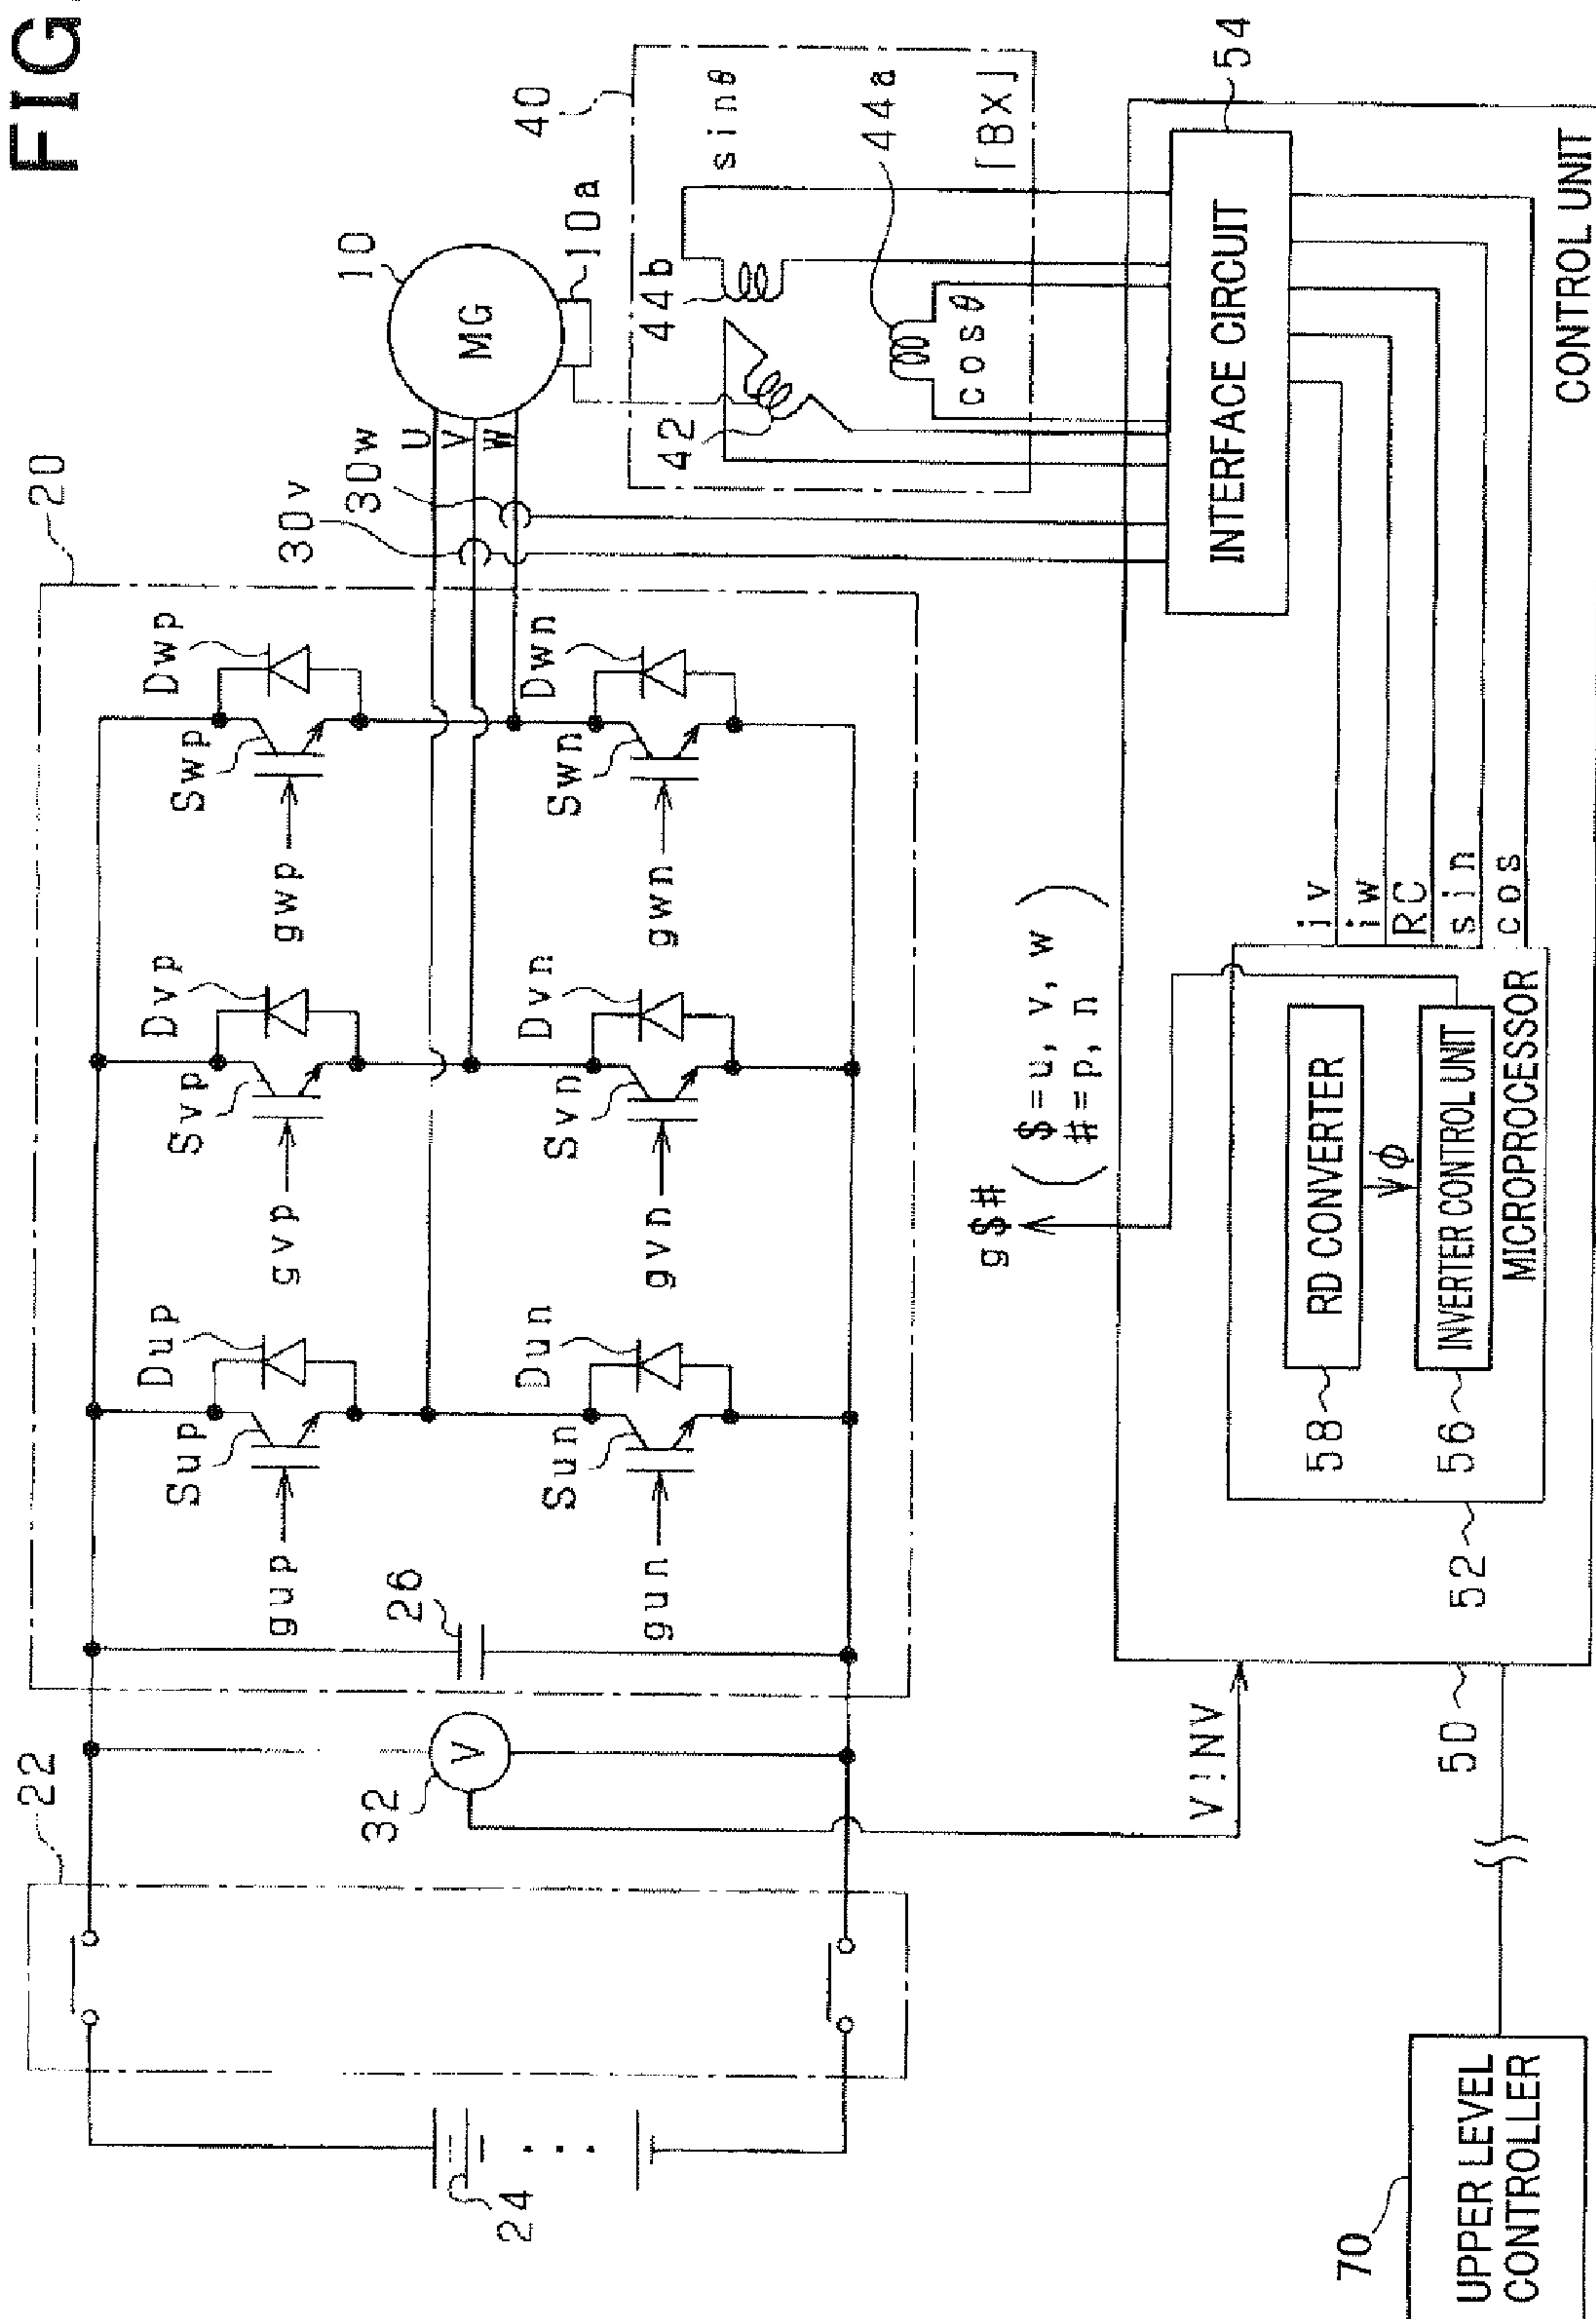 FIG.
20
22
10
MG
10a
U
V
W
30v
30w
40
sinθ
44b
44a
42
cosθ
「BX」
Dup
Sup
gup
Dvp
Svp
gvp
Dwp
Swp
gwp
Dun
Sun
gun
Dvn
Svn
gvn
Dwn
Swn
gwn
26
V
32
24
g$# ($=u, v, w
#=p, n)
V!NV
54
INTERFACE CIRCUIT
iv
iw
RC
sin
cos
RD CONVERTER
φ
INVERTER CONTROL UNIT
MICROPROCESSOR
58
56
52
50
CONTROL UNIT
70
UPPER LEVEL
CONTROLLER